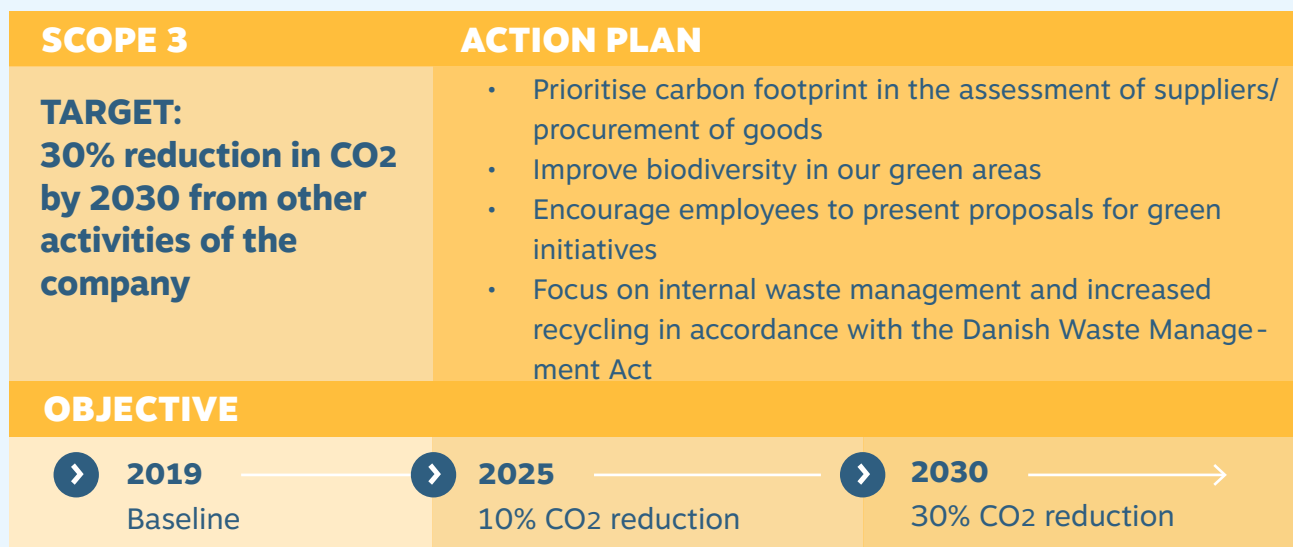 SCOPE 3
TARGET:
30% reduction in CO2
by 2030 from other
activities of the
company
ACTION PLAN
• Prioritise carbon footprint in the assessment of suppliers/
procurement of goods
• Improve biodiversity in our green areas
• Encourage employees to present proposals for green
initiatives
• Focus on internal waste management and increased
recycling in accordance with the Danish Waste Manage-
ment Act
OBJECTIVE
2019
Baseline
2025
10% CO2 reduction
2030
30% CO2 reduction